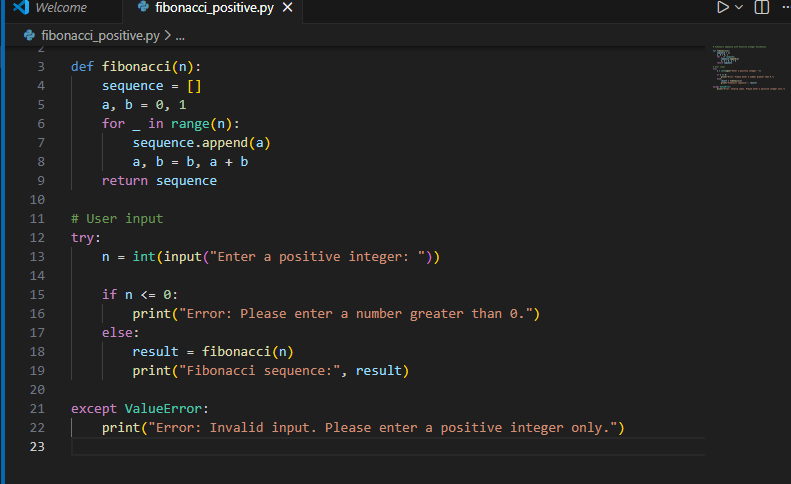 Welcome
fibonacci_positive.py
fibonacci_positive.py > ...
2
3 def fibonacci(n):
4     sequence = []
5     a, b = 0, 1
6     for _ in range(n):
7         sequence.append(a)
8         a, b = b, a + b
9     return sequence
10
11 # User input
12 try:
13     n = int(input("Enter a positive integer: "))
14
15     if n <= 0:
16         print("Error: Please enter a number greater than 0.")
17     else:
18         result = fibonacci(n)
19         print("Fibonacci sequence:", result)
20
21 except ValueError:
22     print("Error: Invalid input. Please enter a positive integer only.")
23